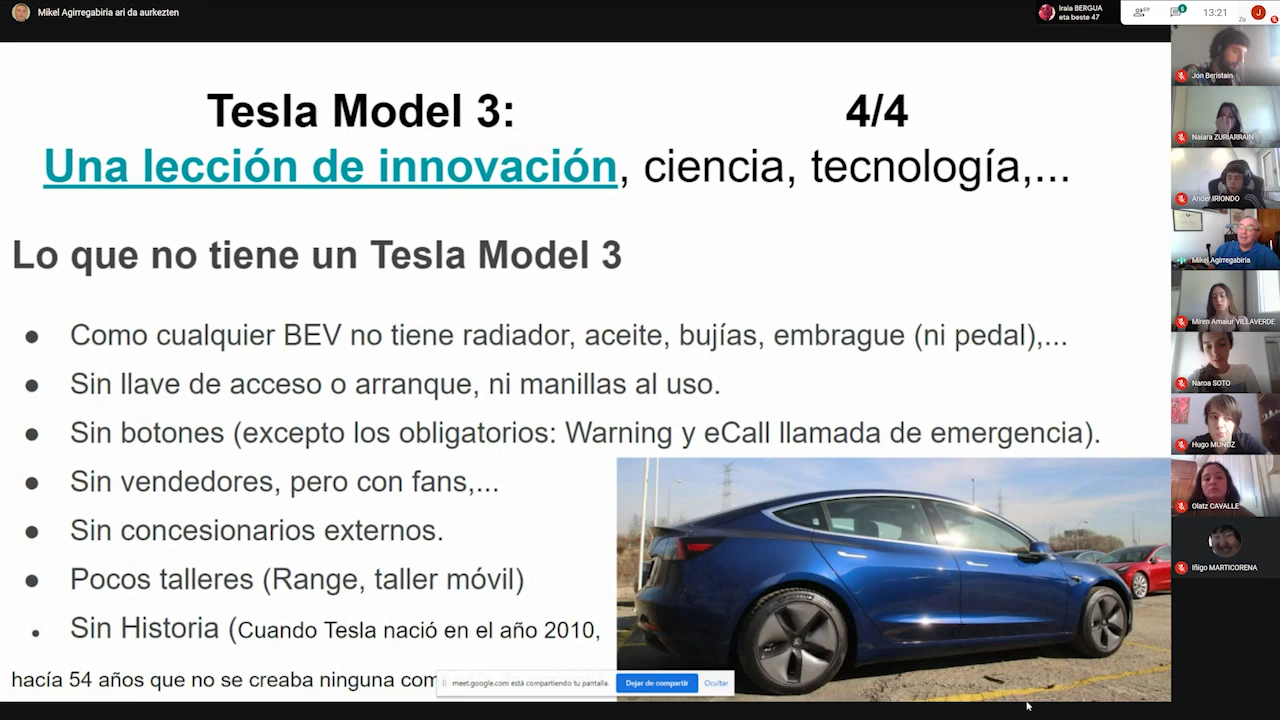 Mikel Agirregabiria ari da aurkezten
Iraia BERGUA
eta beste 47
59
6
13:21
Zu
J
Tesla Model 3: 4/4
Una lección de innovación, ciencia, tecnología,...
Lo que no tiene un Tesla Model 3
● Como cualquier BEV no tiene radiador, aceite, bujías, embrague (ni pedal),...
● Sin llave de acceso o arranque, ni manillas al uso.
● Sin botones (excepto los obligatorios: Warning y eCall llamada de emergencia).
● Sin vendedores, pero con fans,...
● Sin concesionarios externos.
● Pocos talleres (Range, taller móvil)
● Sin Historia (Cuando Tesla nació en el año 2010,
hacía 54 años que no se creaba ninguna com
meet.google.com está compartiendo tu pantalla.
Dejar de compartir
Ocultar
Jon Beristain
Naiara ZURIARRAIN
Ander IRIONDO
Mikel Agirregabiria
Miren Amaiur VILLAVERDE
Naroa SOTO
Hugo MUÑOZ
Olatz CAVALLE
Iñigo MARTICORENA